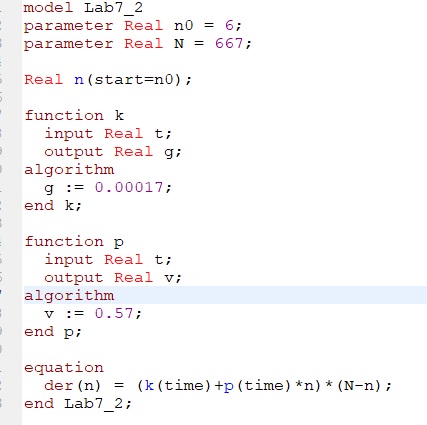 model Lab7_2
parameter Real n0 = 6;
parameter Real N = 667;
Real n(start=n0);
function k
  input Real t;
  output Real g;
algorithm
  g := 0.00017;
end k;
function p
  input Real t;
  output Real v;
algorithm
  v := 0.57;
end p;
equation
  der(n) = (k(time)+p(time)*n)*(N-n);
end Lab7_2;